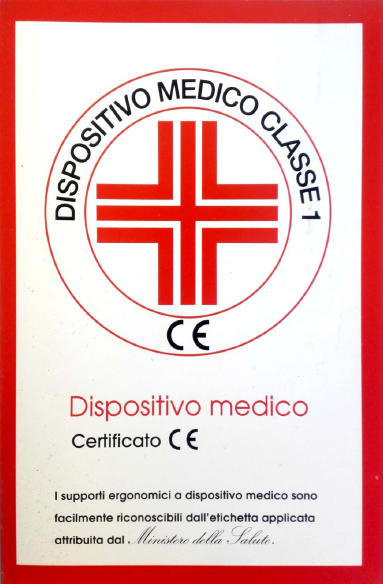 DISPOSITIVO MEDICO CLASSE 1
CE
Dispositivo medico
Certificato CE
I supporti ergonomici a dispositivo medico sono
facilmente riconoscibili dall'etichetta applicata
attribuita dal Ministero della Salute.